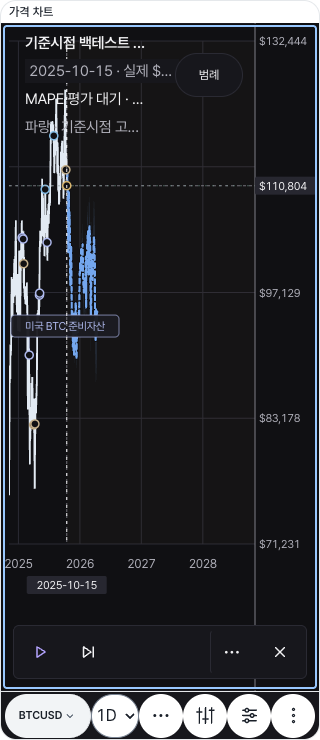 가격 차트
기준시점 백테스트 ...
2025-10-15 · 실제 $...
범례
MAPE 평가 대기 · ...
파랑 기준시점 고...
$132,444
$110,804
$97,129
미국 BTC 준비자산
$83,178
$71,231
2025
2026
2027
2028
2025-10-15
BTCUSD
1D